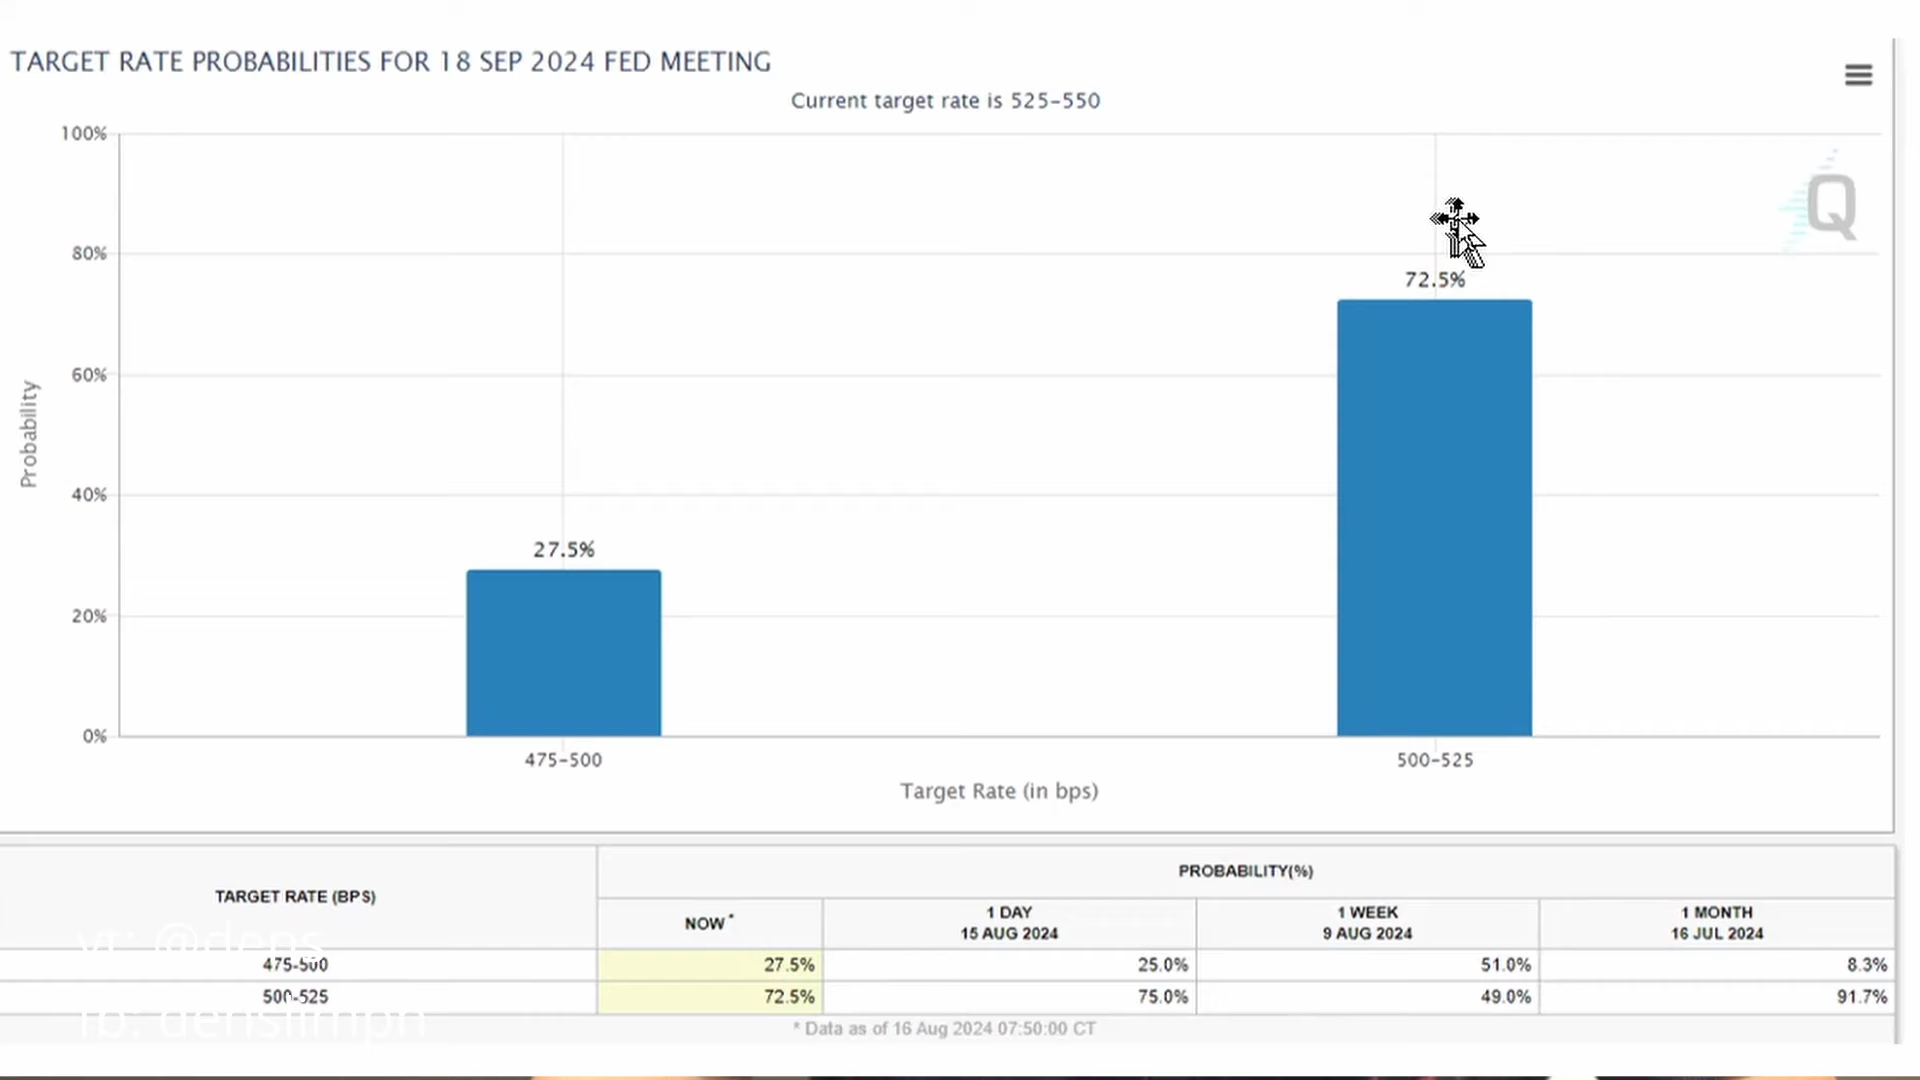 TARGET RATE PROBABILITIES FOR 18 SEP 2024 FED MEETING
Current target rate is 525-550
100%
80%
60%
40%
20%
0%
Probability
Q
27.5%
72.5%
475-500
500-525
Target Rate (in bps)
TARGET RATE (BPS)
PROBABILITY(%)
NOW *
1 DAY
15 AUG 2024
1 WEEK
9 AUG 2024
1 MONTH
16 JUL 2024
475-500 27.5% 25.0% 51.0% 8.3%
500-525 72.5% 75.0% 49.0% 91.7%
* Data as of 16 Aug 2024 07:50:00 CT
yt: @dens
fb: denslimph